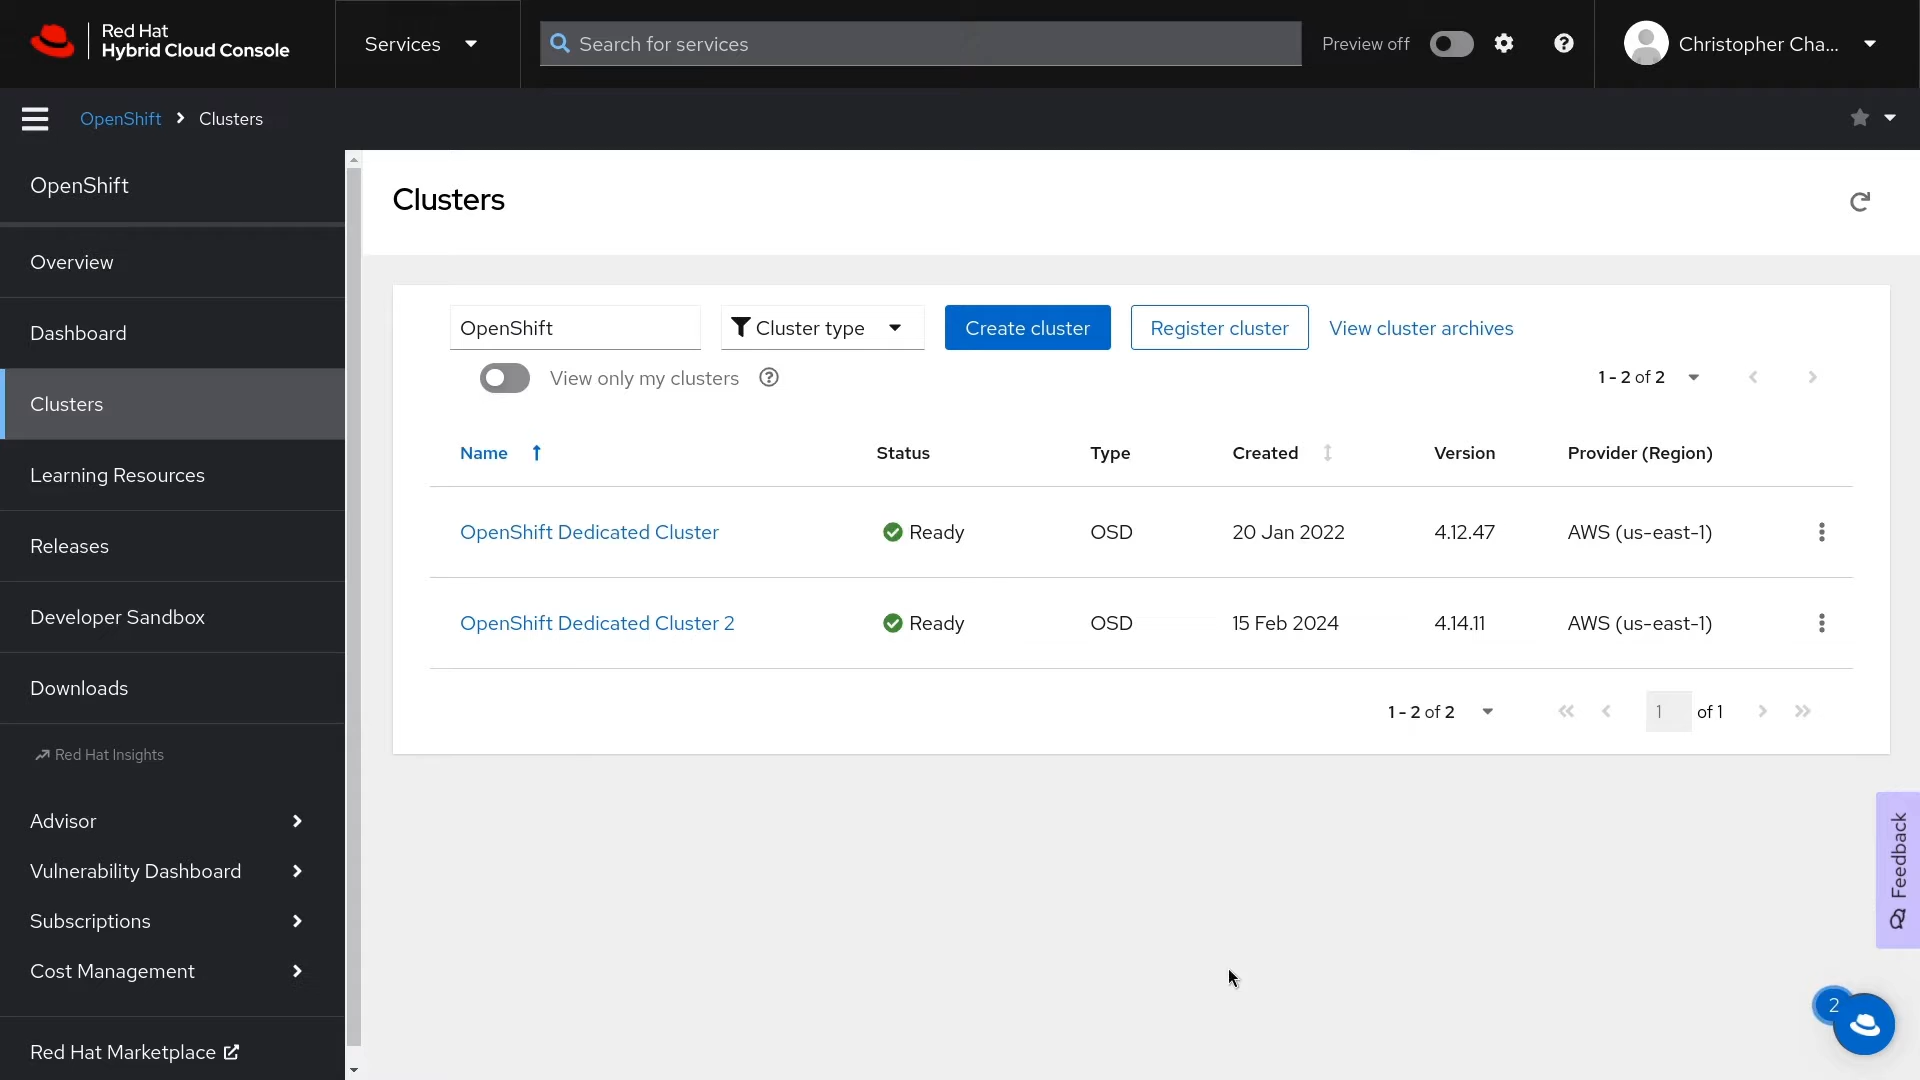 Red Hat
Hybrid Cloud Console
Services
Search for services
Preview off
Christopher Cha...
OpenShift > Clusters
OpenShift
Overview
Dashboard
Clusters
Learning Resources
Releases
Developer Sandbox
Downloads
Red Hat Insights
Advisor
Vulnerability Dashboard
Subscriptions
Cost Management
Red Hat Marketplace
Clusters
OpenShift
Cluster type
Create cluster
Register cluster
View cluster archives
View only my clusters
1 - 2 of 2
Name Status Type Created Version Provider (Region)
OpenShift Dedicated Cluster Ready OSD 20 Jan 2022 4.12.47 AWS (us-east-1)
OpenShift Dedicated Cluster 2 Ready OSD 15 Feb 2024 4.14.11 AWS (us-east-1)
1 - 2 of 2 1 of 1
Feedback
2